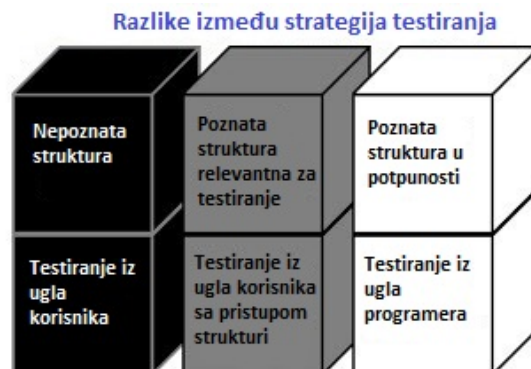 Razlike između strategija testiranja
Nepoznata
struktura
Poznata
struktura
relevantna za
testiranje
Poznata
struktura u
potpunosti
Testiranje iz
ugla
korisnika
Testiranje iz
ugla korisnika
sa pristupom
strukturi
Testiranje iz
ugla
programera